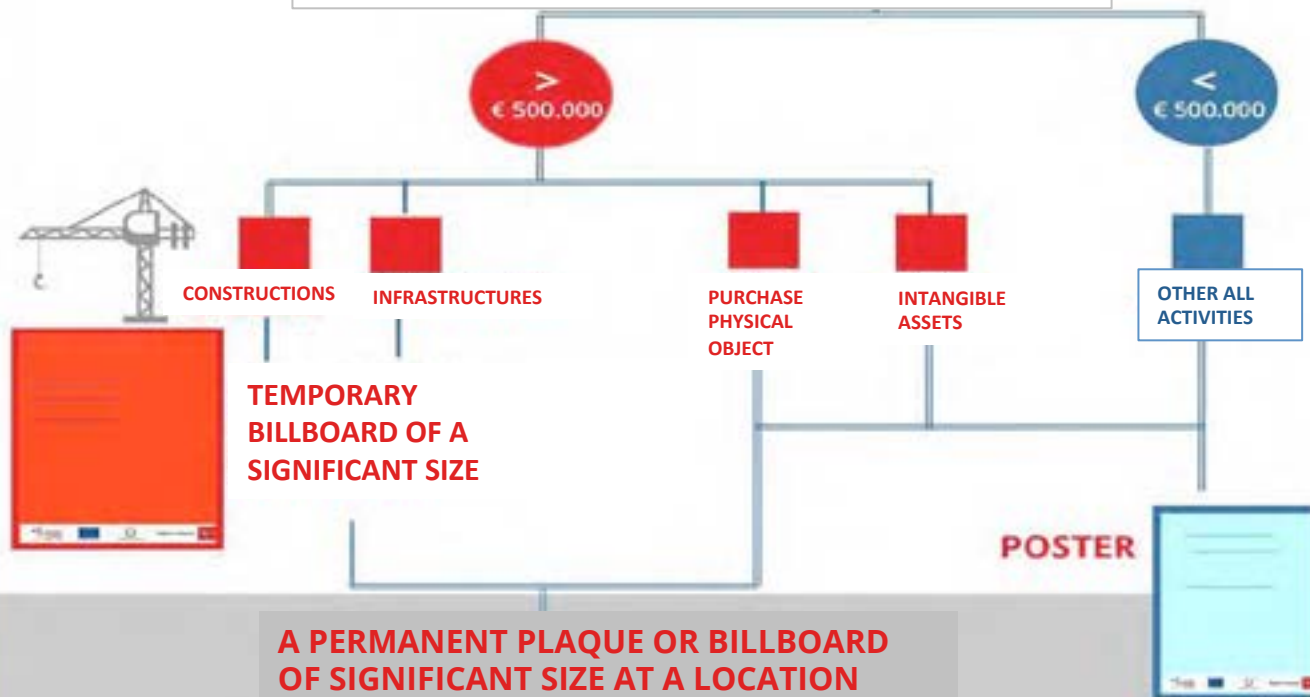 >
€ 500.000
<
€ 500.000
CONSTRUCTIONS
INFRASTRUCTURES
PURCHASE
PHYSICAL
OBJECT
INTANGIBLE
ASSETS
OTHER ALL
ACTIVITIES
TEMPORARY
BILLBOARD OF A
SIGNIFICANT SIZE
POSTER
A PERMANENT PLAQUE OR BILLBOARD
OF SIGNIFICANT SIZE AT A LOCATION